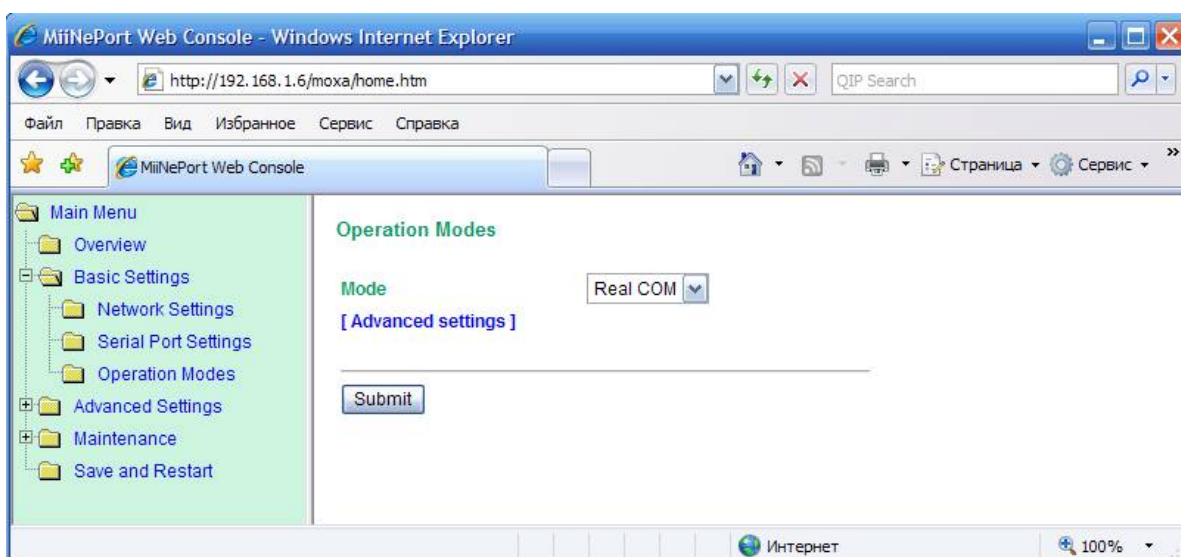 MiiNePort Web Console - Windows Internet Explorer
http://192.168.1.6/moxa/home.htm
QIP Search
Файл Правка Вид Избранное Сервис Справка
MiiNePort Web Console
Страница
Сервис
»
Main Menu
Overview
Basic Settings
Network Settings
Serial Port Settings
Operation Modes
Advanced Settings
Maintenance
Save and Restart
Operation Modes
Mode
Real COM
[ Advanced settings ]
Submit
Интернет
100%